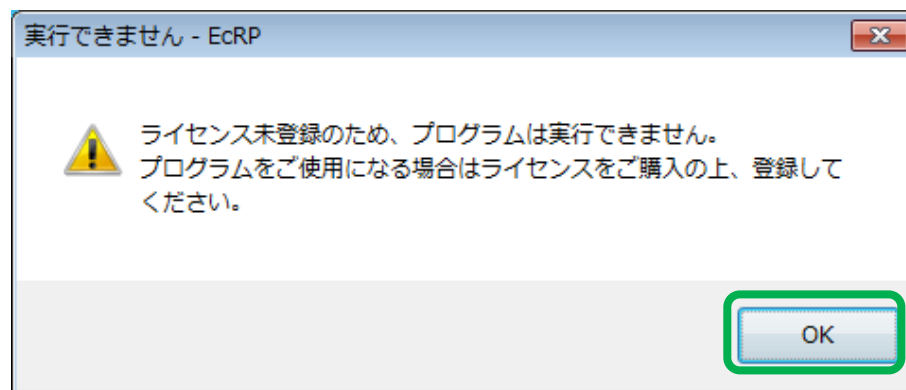 実行できません - EcRP
ライセンス未登録のため、プログラムは実行できません。
プログラムをご使用になる場合はライセンスをご購入の上、登録して
ください。
OK